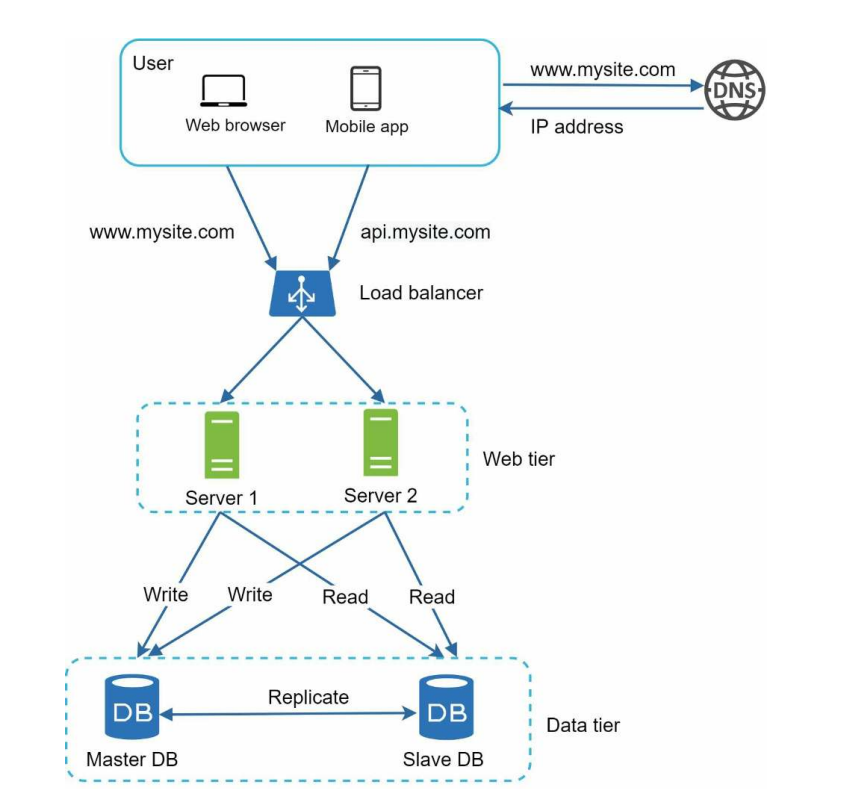 User
www.mysite.com
DNS
Web browser
Mobile app
IP address
www.mysite.com
api.mysite.com
Load balancer
Web tier
Server 1
Server 2
Write
Write
Read
Read
Replicate
DB
DB
Data tier
Master DB
Slave DB